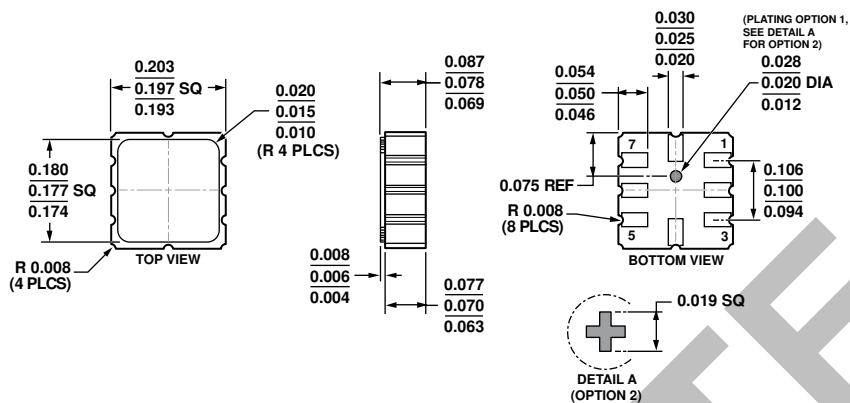 0.203
0.197 SQ
0.193
0.020
0.015
0.010
(R 4 PLCS)
0.180
0.177 SQ
0.174
R 0.008
(4 PLCS)
TOP VIEW
0.087
0.078
0.069
0.008
0.006
0.004
0.077
0.070
0.063
0.030
0.025
0.020
(PLATING OPTION 1,
SEE DETAIL A
FOR OPTION 2)
0.054
0.050
0.046
0.028
0.020 DIA
0.012
7
1
0.075 REF
0.106
0.100
0.094
R 0.008
(8 PLCS)
5
3
BOTTOM VIEW
0.019 SQ
DETAIL A
(OPTION 2)